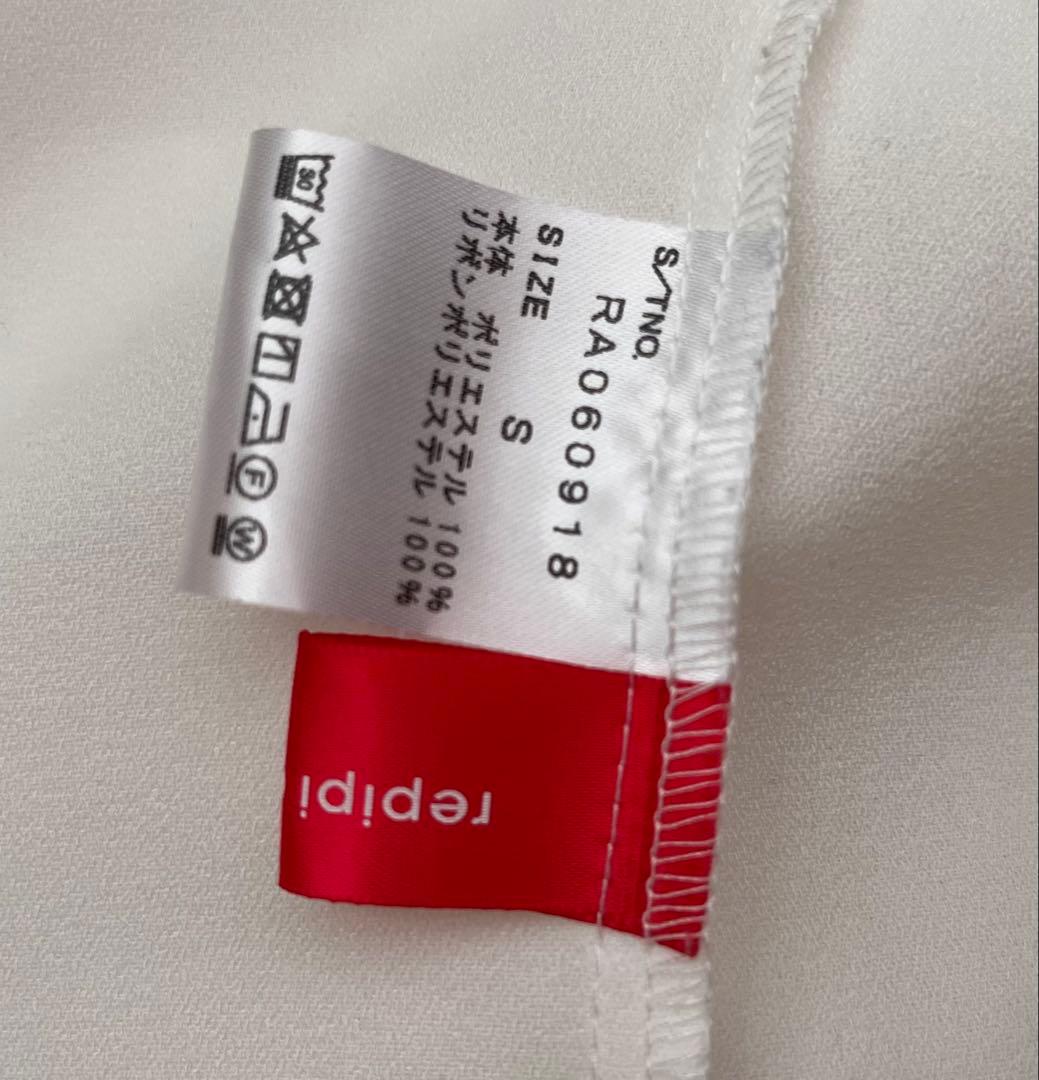 S/TNO.
RA060918
SIZE S
本体 ポリエステル 100%
リボン ポリエステル 100%
30
F
W
repipi